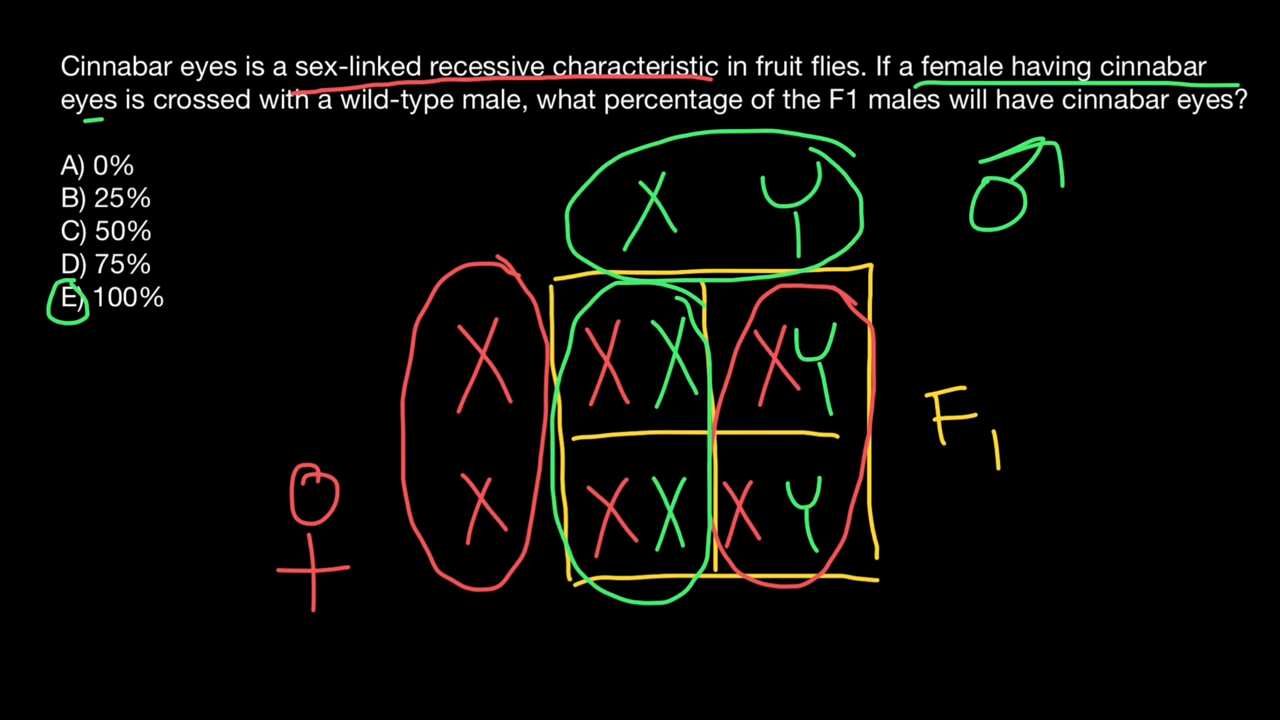 Cinnabar eyes is a sex-linked recessive characteristic in fruit flies. If a female having cinnabar
eyes is crossed with a wild-type male, what percentage of the F1 males will have cinnabar eyes?
A) 0%
B) 25%
C) 50%
D) 75%
E) 100%
X Y
X XX XY
F1
X XX XY